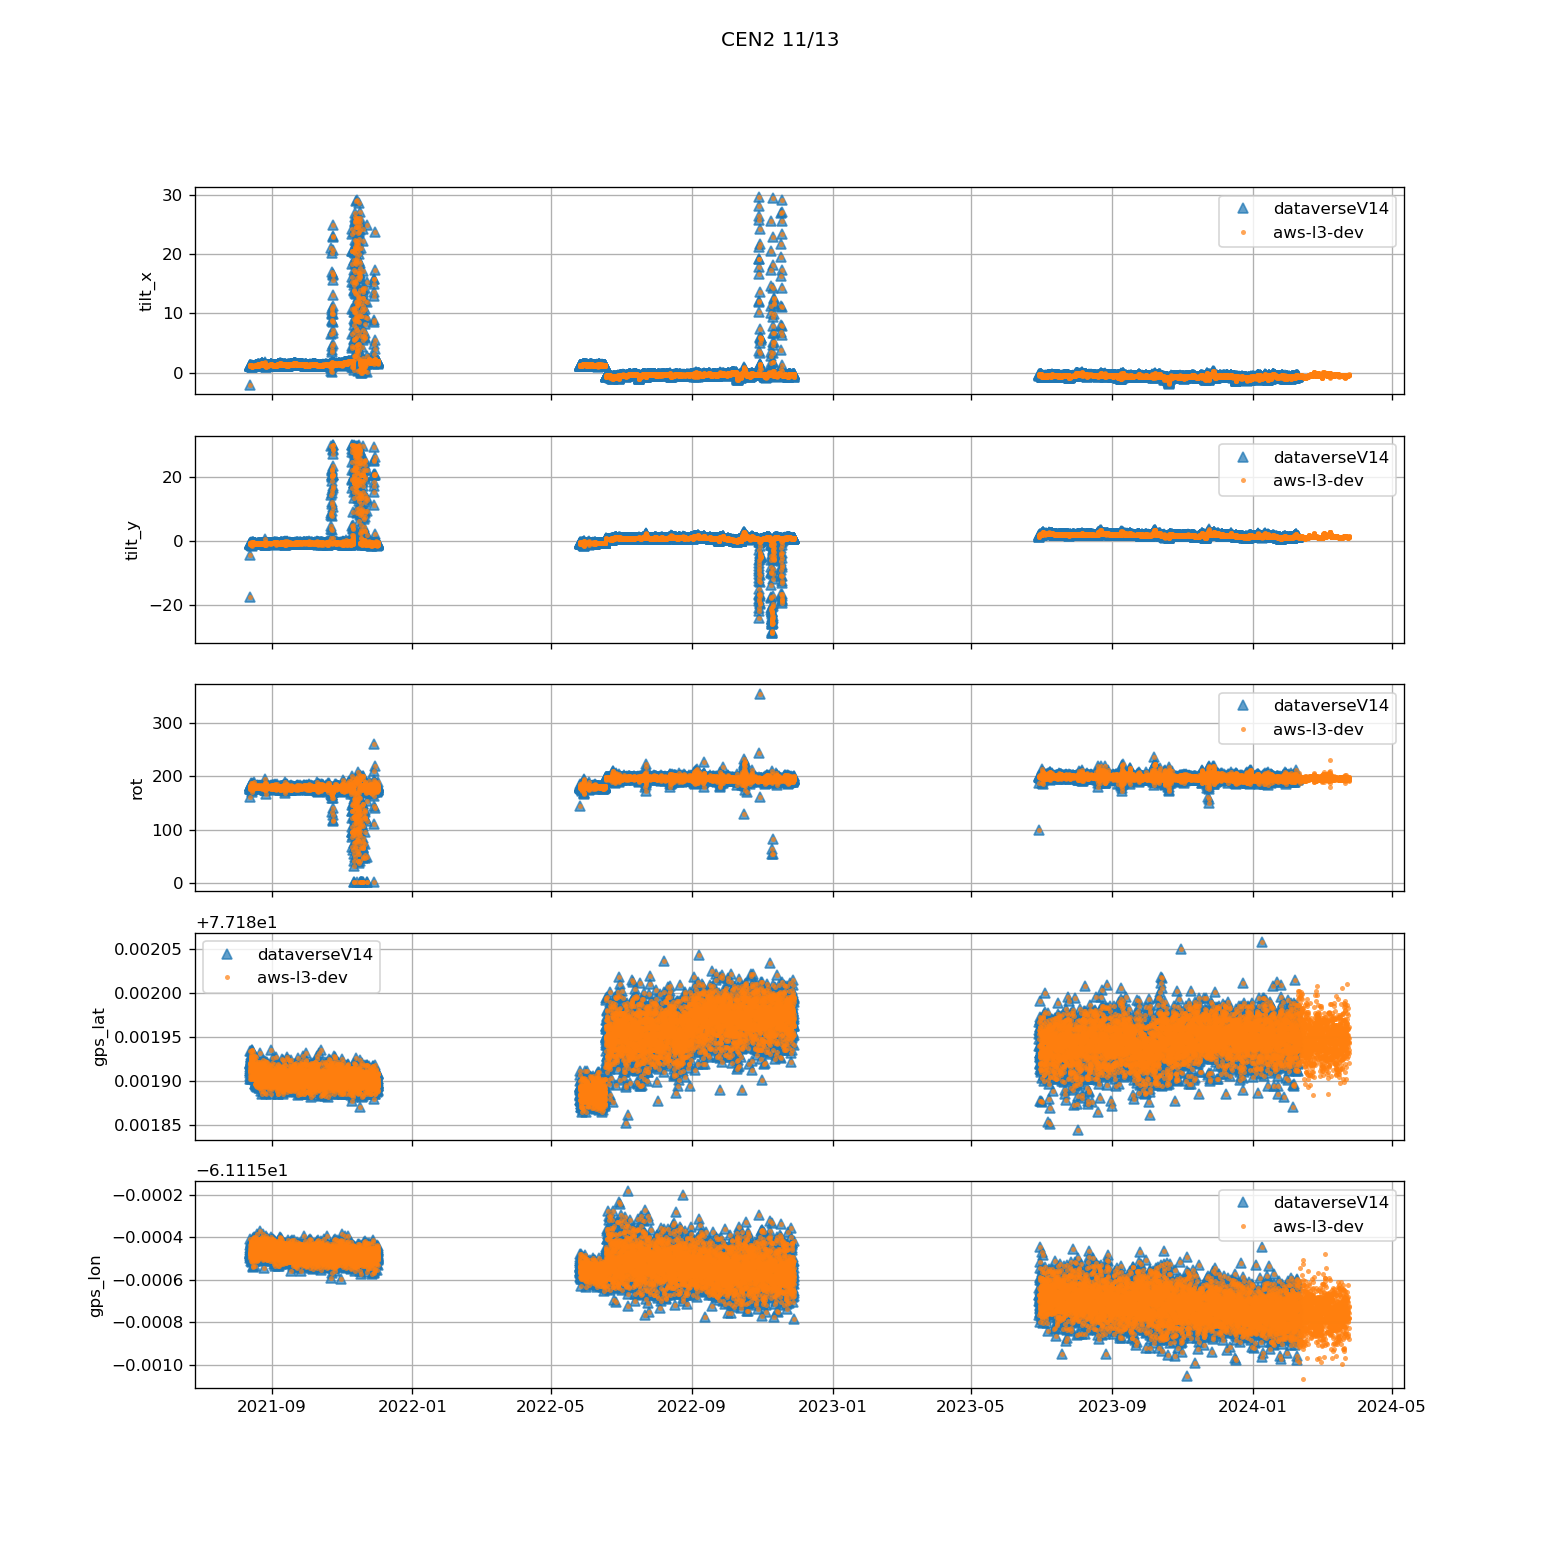 CEN2 11/13
30
20
10
0
tilt_x
dataverseV14
aws-l3-dev
20
0
−20
tilt_y
dataverseV14
aws-l3-dev
300
200
100
0
rot
dataverseV14
aws-l3-dev
+7.718e1
0.00205
0.00200
0.00195
0.00190
0.00185
gps_lat
dataverseV14
aws-l3-dev
−6.1115e1
−0.0002
−0.0004
−0.0006
−0.0008
−0.0010
gps_lon
dataverseV14
aws-l3-dev
2021-09 2022-01 2022-05 2022-09 2023-01 2023-05 2023-09 2024-01 2024-05